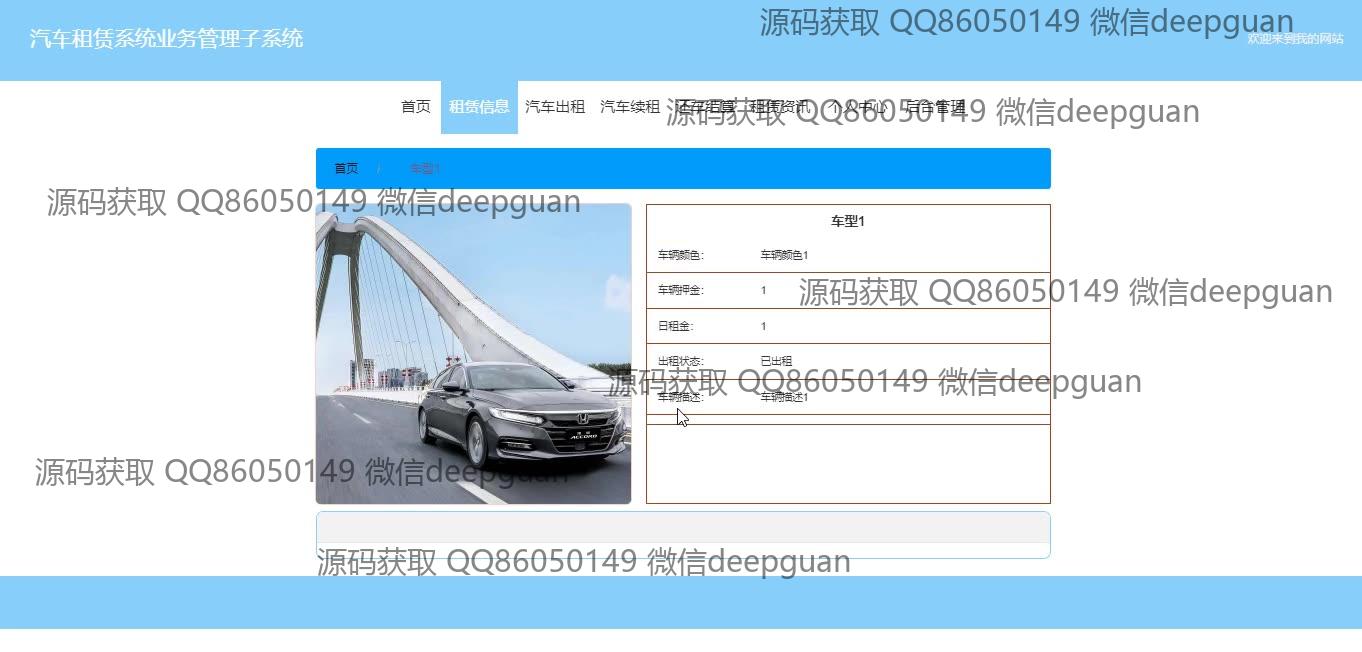 源码获取 QQ86050149 微信deepguan
汽车租赁系统业务管理子系统
欢迎来到我的网站
首页 租赁信息 汽车出租 汽车续租 还车结算 租赁资讯 个人中心 后台管理
源码获取 QQ86050149 微信deepguan
首页 / 车型1
源码获取 QQ86050149 微信deepguan
车型1
车辆颜色: 车辆颜色1
车辆押金: 1
源码获取 QQ86050149 微信deepguan
日租金: 1
出租状态: 已出租
源码获取 QQ86050149 微信deepguan
车辆描述: 车辆描述1
ACCORD
源码获取 QQ86050149 微信deepguan
源码获取 QQ86050149 微信deepguan